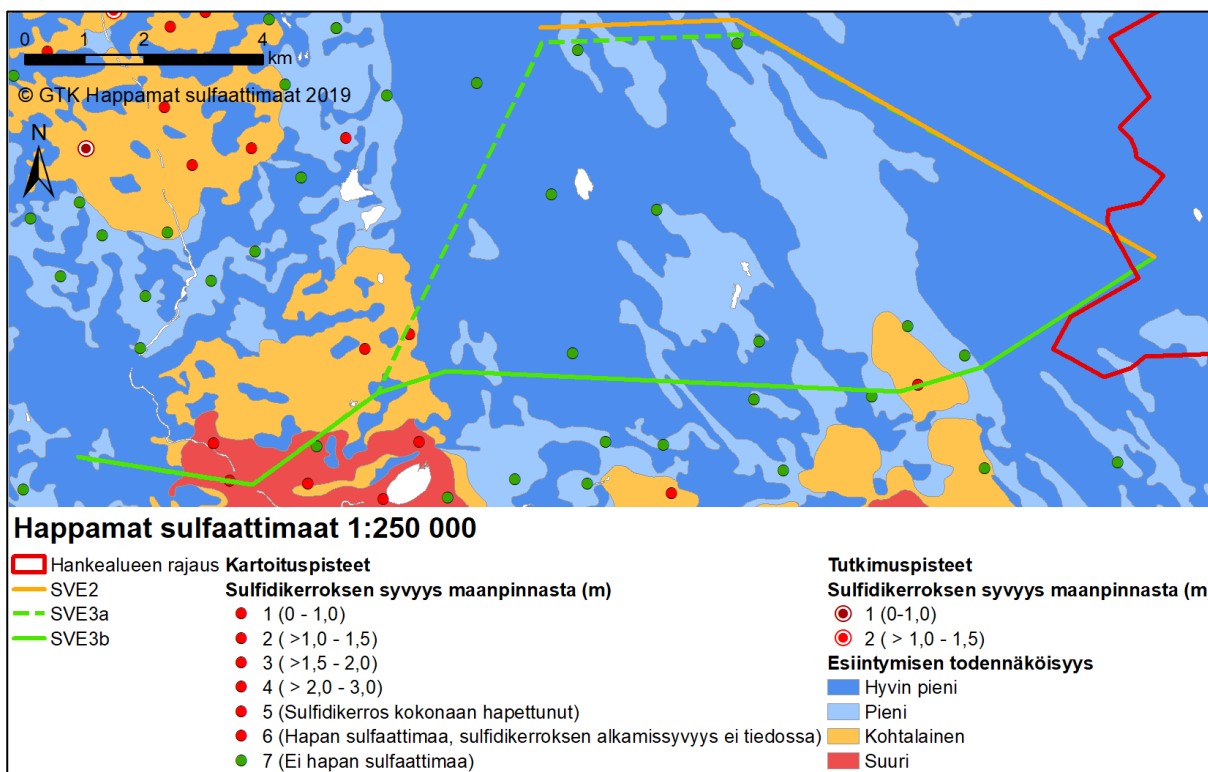 0 1 2 4
km
© GTK Happamat sulfaattimaat 2019
N
Happamat sulfaattimaat 1:250 000
Hankealueen rajaus
SVE2
SVE3a
SVE3b
Kartoituspisteet
Sulfidikerroksen syvyys maanpinnasta (m)
1 (0 - 1,0)
2 ( >1,0 - 1,5)
3 (>1,5 - 2,0)
4 ( > 2,0 - 3,0)
5 (Sulfidikerros kokonaan hapettunut)
6 (Hapan sulfaattimaa, sulfidikerroksen alkamissyvyys ei tiedossa)
7 (Ei hapan sulfaattimaa)
Tutkimuspisteet
Sulfidikerroksen syvyys maanpinnasta (m
1 (0-1,0)
2 ( > 1,0 - 1,5)
Esiintymisen todennäköisyys
Hyvin pieni
Pieni
Kohtalainen
Suuri